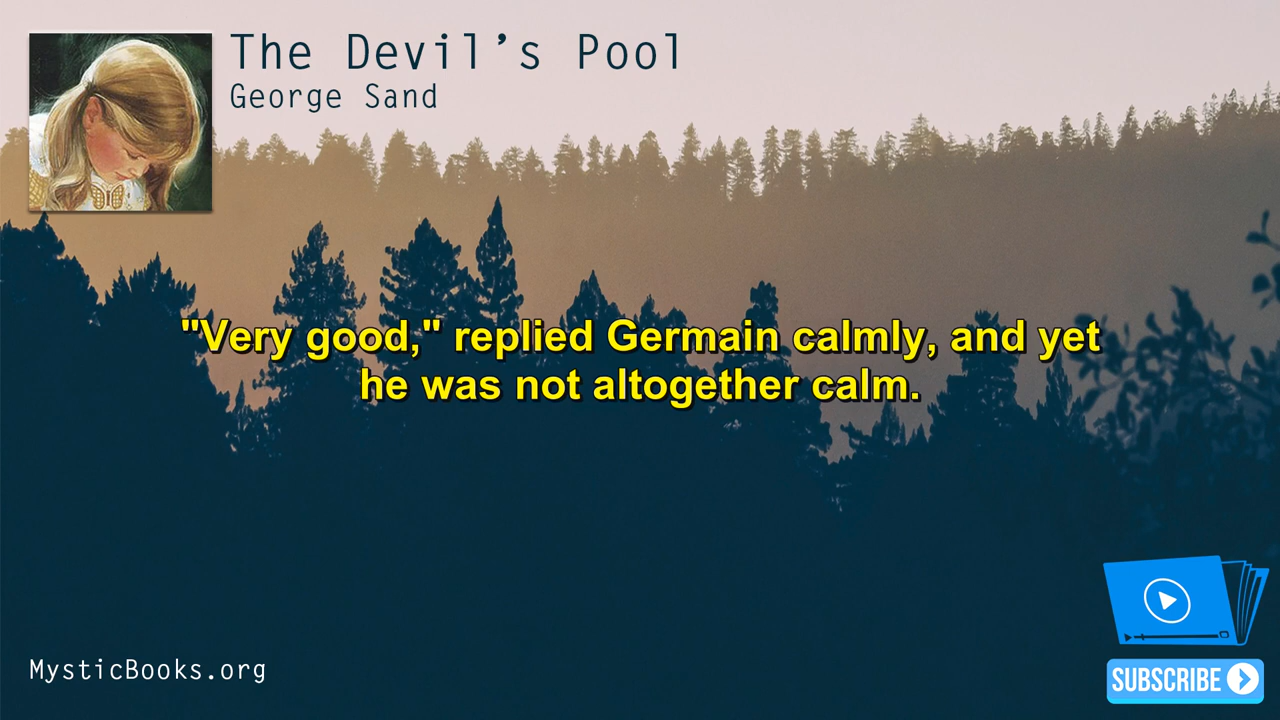 The Devil’s Pool
George Sand
"Very good," replied Germain calmly, and yet
he was not altogether calm.
MysticBooks.org
SUBSCRIBE